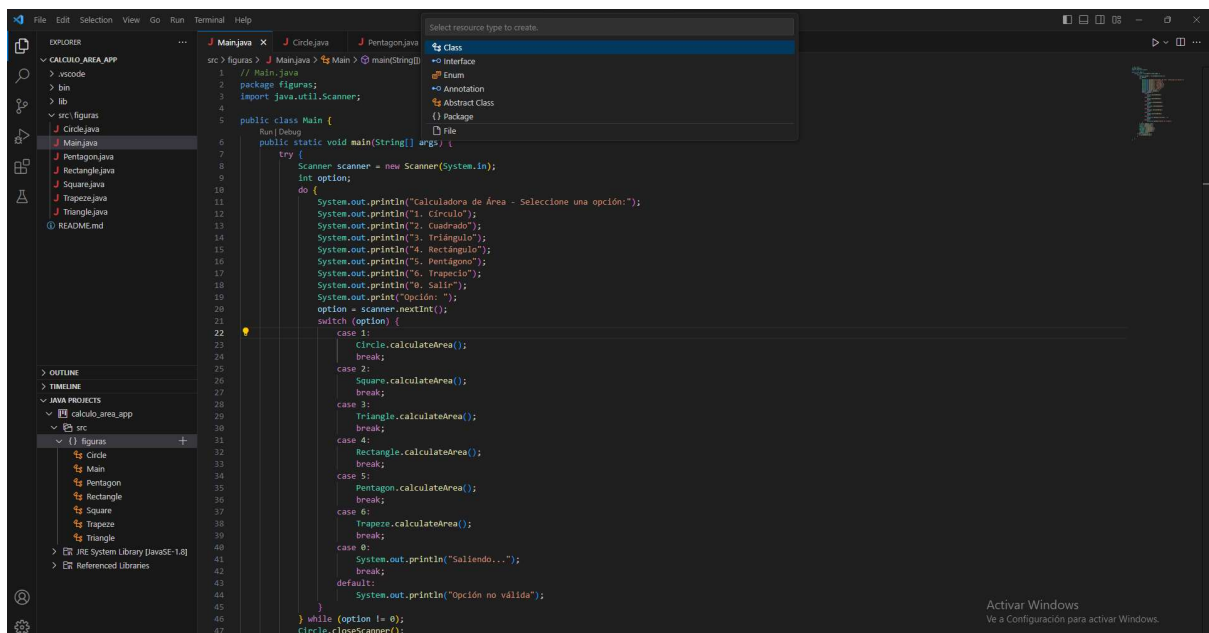 File Edit Selection View Go Run Terminal Help
Select resource type to create.
Class
Interface
Enum
Annotation
Abstract Class
Package
File
EXPLORER
CALCULO_AREA_APP
.vscode
bin
lib
src\figuras
Circle.java
Main.java
Pentagon.java
Rectangle.java
Square.java
Trapeze.java
Triangle.java
README.md
OUTLINE
TIMELINE
JAVA PROJECTS
calculo_area_app
src
{} figuras
Circle
Main
Pentagon
Rectangle
Square
Trapeze
Triangle
JRE System Library [JavaSE-1.8]
Referenced Libraries
Main.java Circle.java Pentagon.java
src > figuras > Main.java > Main > main(String[])
1 // Main.java
2 package figuras;
3 import java.util.Scanner;
4
5 public class Main {
Run | Debug
6 public static void main(String[] args) {
7 try {
8 Scanner scanner = new Scanner(System.in);
9 int option;
10 do {
11 System.out.println("Calculadora de Área - Seleccione una opción:");
12 System.out.println("1. Círculo");
13 System.out.println("2. Cuadrado");
14 System.out.println("3. Triángulo");
15 System.out.println("4. Rectángulo");
16 System.out.println("5. Pentágono");
17 System.out.println("6. Trapecio");
18 System.out.println("0. Salir");
19 System.out.print("Opción: ");
20 option = scanner.nextInt();
21 switch (option) {
22 case 1:
23 Circle.calculateArea();
24 break;
25 case 2:
26 Square.calculateArea();
27 break;
28 case 3:
29 Triangle.calculateArea();
30 break;
31 case 4:
32 Rectangle.calculateArea();
33 break;
34 case 5:
35 Pentagon.calculateArea();
36 break;
37 case 6:
38 Trapeze.calculateArea();
39 break;
40 case 0:
41 System.out.println("Saliendo...");
42 break;
43 default:
44 System.out.println("Opción no válida");
45 }
46 } while (option != 0);
47 Circle.closeScanner();
Activar Windows
Ve a Configuración para activar Windows.